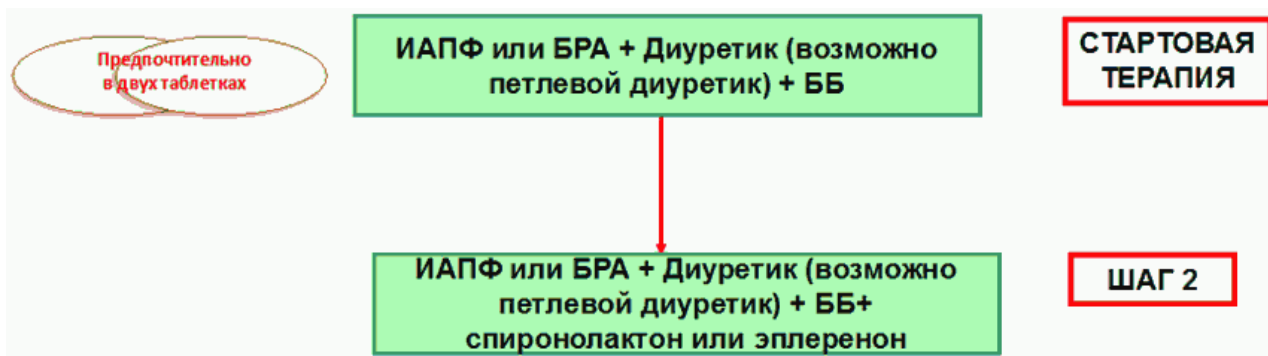 Предпочтительно
в двух таблетках
ИАПФ или БРА + Диуретик (возможно
петлевой диуретик) + ББ
СТАРТОВАЯ
ТЕРАПИЯ
ИАПФ или БРА + Диуретик (возможно
петлевой диуретик) + ББ+
спиронолактон или эплеренон
ШАГ 2